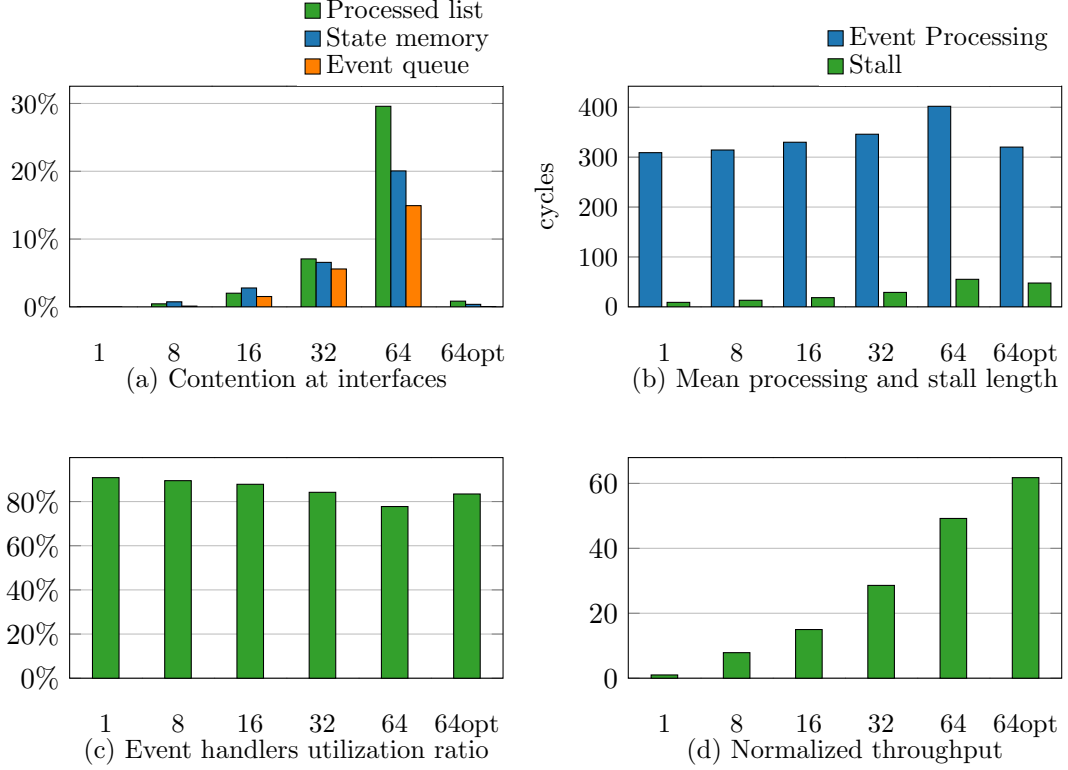 Processed list
State memory
Event queue
30%
20%
10%
0%
1 8 16 32 64 64opt
(a) Contention at interfaces
Event Processing
Stall
cycles
400
300
200
100
0
1 8 16 32 64 64opt
(b) Mean processing and stall length
80%
60%
40%
20%
0%
1 8 16 32 64 64opt
(c) Event handlers utilization ratio
60
40
20
0
1 8 16 32 64 64opt
(d) Normalized throughput